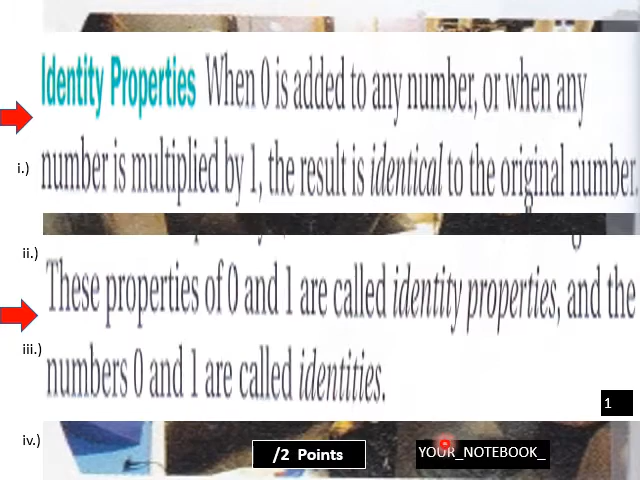 Identity Properties When 0 is added to any number, or when any
i.)
number is multiplied by 1, the result is identical to the original number.
ii.)
These properties of 0 and 1 are called identity properties, and the
iii.)
numbers 0 and 1 are called identities.
1
iv.)
/2 Points
YOUR_NOTEBOOK_